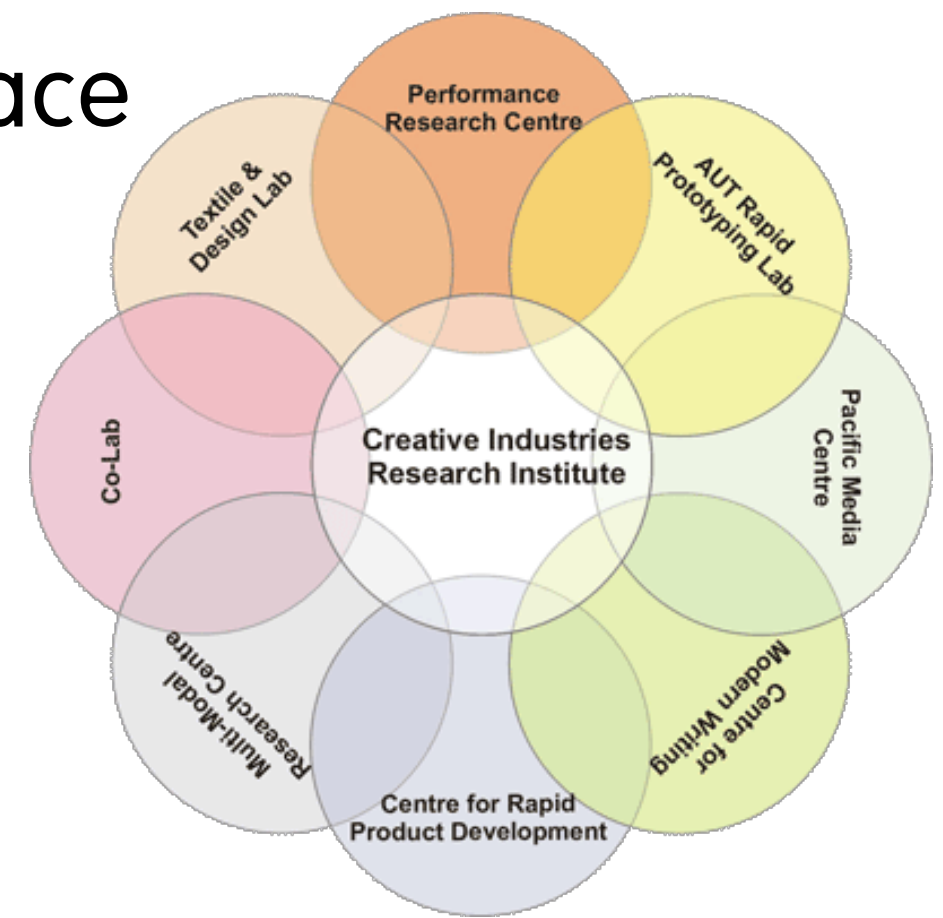 ace
Performance
Research Centre
AUT Rapid
Prototyping Lab
Pacific Media
Centre
Centre for
Modern Writing
Centre for Rapid
Product Development
Multi-Modal
Research Centre
Co-Lab
Textile &
Design Lab
Creative Industries
Research Institute